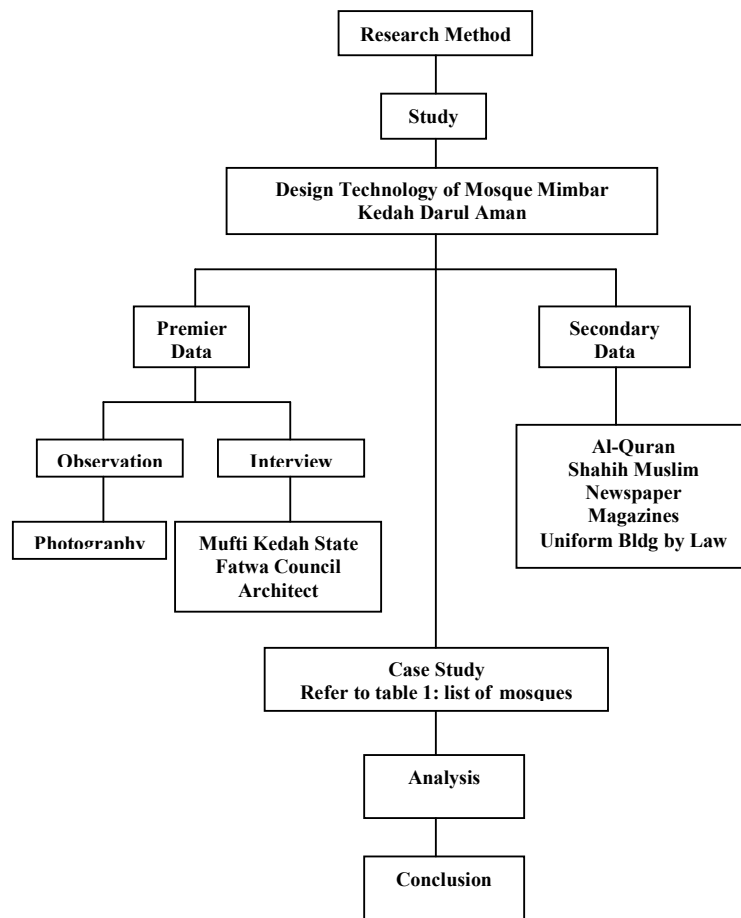 Research Method
Study
Design Technology of Mosque Mimbar
Kedah Darul Aman
Premier
Data
Secondary
Data
Observation
Interview
Photography
Mufti Kedah State
Fatwa Council
Architect
Al-Quran
Shahih Muslim
Newspaper
Magazines
Uniform Bldg by Law
Case Study
Refer to table 1: list of mosques
Analysis
Conclusion